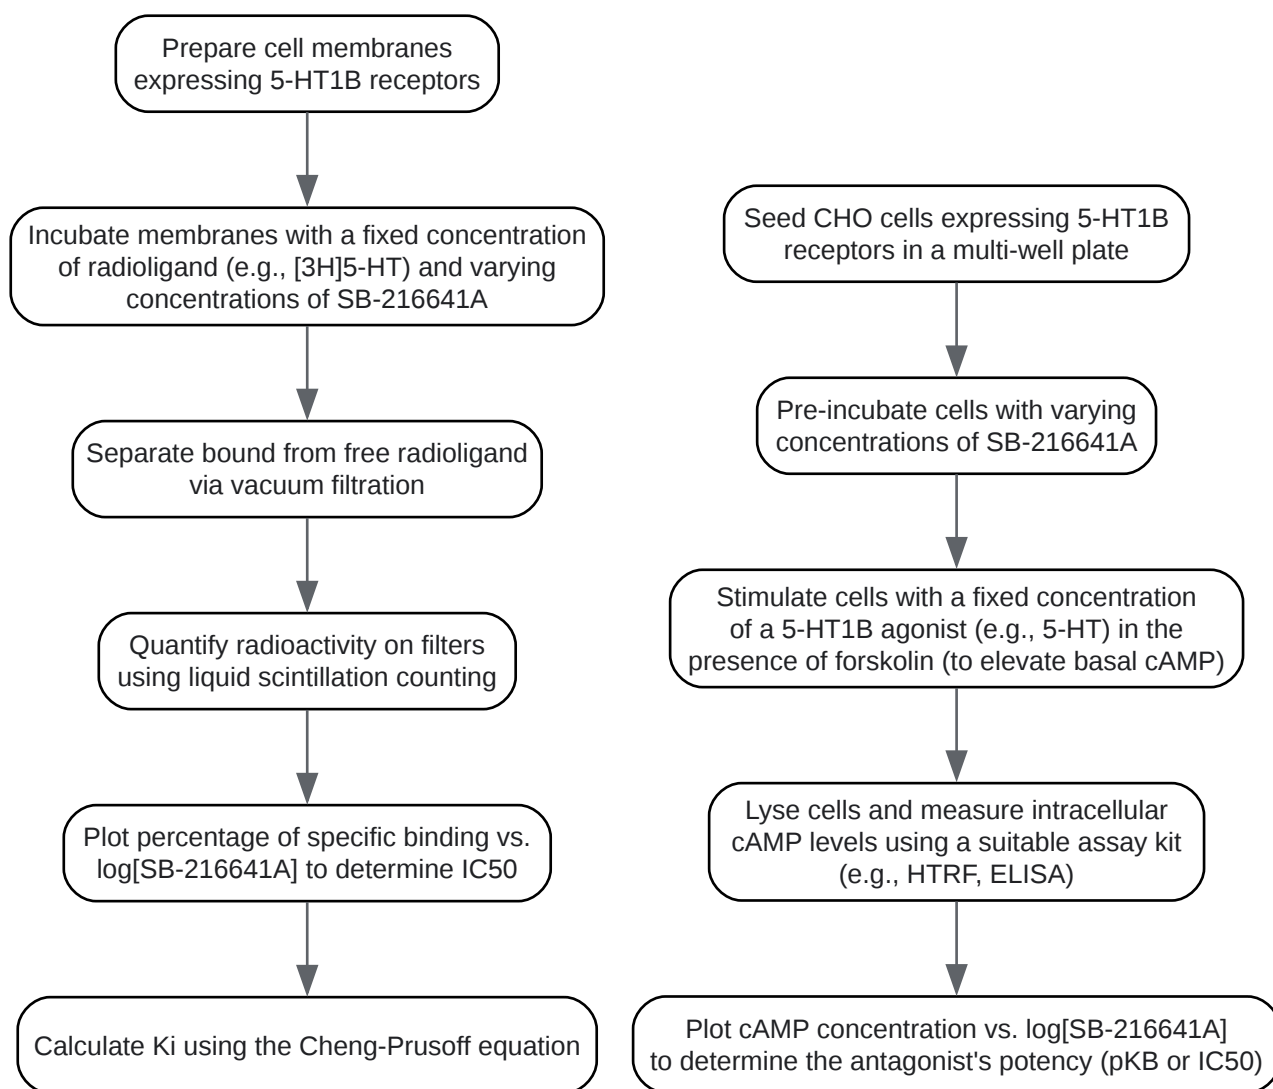 Prepare cell membranes
expressing 5-HT1B receptors
Incubate membranes with a fixed concentration
of radioligand (e.g., [3H]5-HT) and varying
concentrations of SB-216641A
Separate bound from free radioligand
via vacuum filtration
Quantify radioactivity on filters
using liquid scintillation counting
Plot percentage of specific binding vs.
log[SB-216641A] to determine IC50
Calculate Ki using the Cheng-Prusoff equation
Seed CHO cells expressing 5-HT1B
receptors in a multi-well plate
Pre-incubate cells with varying
concentrations of SB-216641A
Stimulate cells with a fixed concentration
of a 5-HT1B agonist (e.g., 5-HT) in the
presence of forskolin (to elevate basal cAMP)
Lyse cells and measure intracellular
cAMP levels using a suitable assay kit
(e.g., HTRF, ELISA)
Plot cAMP concentration vs. log[SB-216641A]
to determine the antagonist's potency (pKB or IC50)